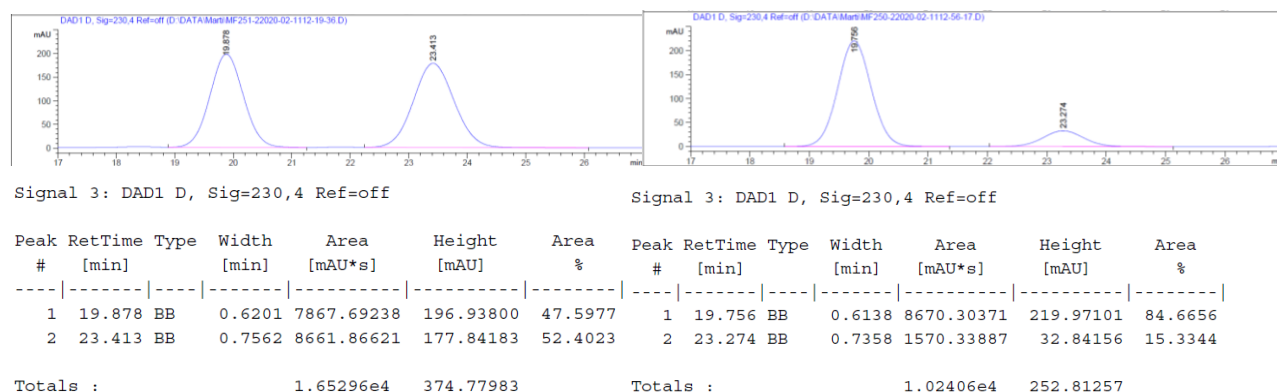 DAD1 D, Sig=230,4 Ref=off (D:\DATA\Marti\MF251-22020-02-1112-19-36.D)
mAU
200
150
100
50
0
19.878
23.413
17 18 19 20 21 22 23 24 25 26 min
Signal 3: DAD1 D, Sig=230,4 Ref=off
Peak RetTime Type Width Area Height Area
# [min] [min] [mAU*s] [mAU] %
----|-------|----|-------|----------|----------|--------|
1 19.878 BB 0.6201 7867.69238 196.93800 47.5977
2 23.413 BB 0.7562 8661.86621 177.84183 52.4023
Totals : 1.65296e4 374.77983
DAD1 D, Sig=230,4 Ref=off (D:\DATA\Marti\MF250-22020-02-1112-56-17.D)
mAU
200
150
100
50
0
19.756
23.274
17 18 19 20 21 22 23 24 25 26
Signal 3: DAD1 D, Sig=230,4 Ref=off
Peak RetTime Type Width Area Height Area
# [min] [min] [mAU*s] [mAU] %
----|-------|----|-------|----------|----------|--------|
1 19.756 BB 0.6138 8670.30371 219.97101 84.6656
2 23.274 BB 0.7358 1570.33887 32.84156 15.3344
Totals : 1.02406e4 252.81257